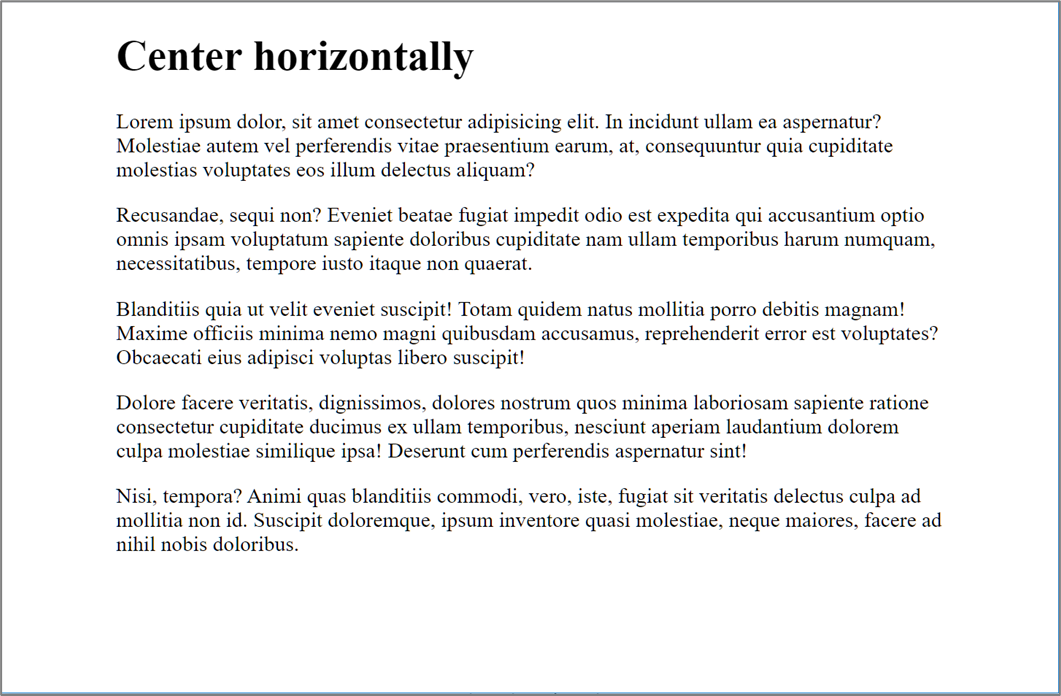 Center horizontally
Lorem ipsum dolor, sit amet consectetur adipisicing elit. In incidunt ullam ea aspernatur?
Molestiae autem vel perferendis vitae praesentium earum, at, consequuntur quia cupiditate
molestias voluptates eos illum delectus aliquam?
Recusandae, sequi non? Eveniet beatae fugiat impedit odio est expedita qui accusantium optio
omnis ipsam voluptatum sapiente doloribus cupiditate nam ullam temporibus harum numquam,
necessitatibus, tempore iusto itaque non quaerat.
Blanditiis quia ut velit eveniet suscipit! Totam quidem natus mollitia porro debitis magnam!
Maxime officiis minima nemo magni quibusdam accusamus, reprehenderit error est voluptates?
Obcaecati eius adipisci voluptas libero suscipit!
Dolore facere veritatis, dignissimos, dolores nostrum quos minima laboriosam sapiente ratione
consectetur cupiditate ducimus ex ullam temporibus, nesciunt aperiam laudantium dolorem
culpa molestiae similique ipsa! Deserunt cum perferendis aspernatur sint!
Nisi, tempora? Animi quas blanditiis commodi, vero, iste, fugiat sit veritatis delectus culpa ad
mollitia non id. Suscipit doloremque, ipsum inventore quasi molestiae, neque maiores, facere ad
nihil nobis doloribus.